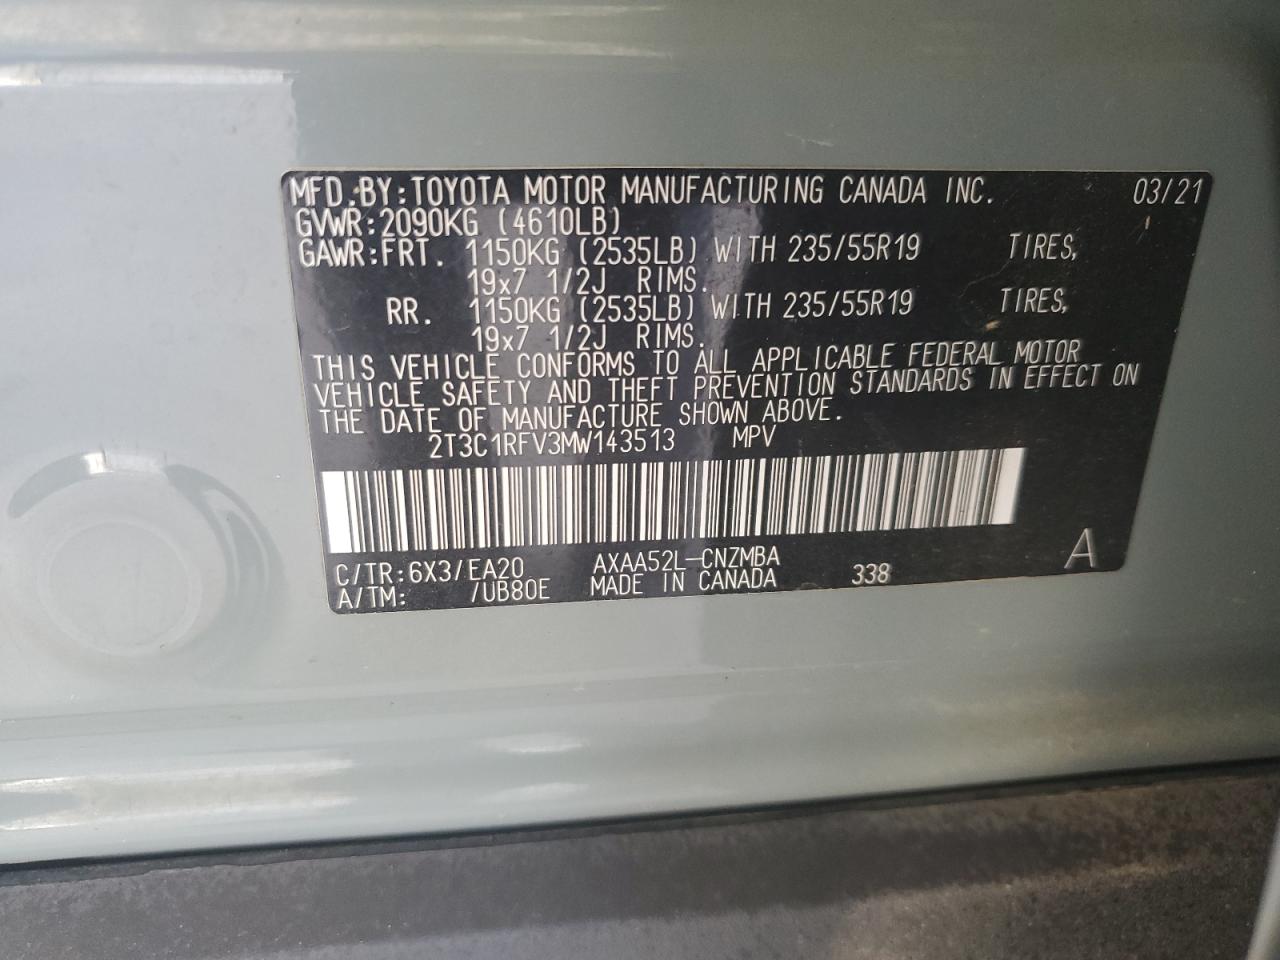 MFD.BY:TOYOTA MOTOR MANUFACTURING CANADA INC. 03/21
GVWR:2090KG (4610LB)
GAWR:FRT. 1150KG (2535LB) WITH 235/55R19 TIRES,
19x7 1/2J RIMS.
RR. 1150KG (2535LB) WITH 235/55R19 TIRES,
19x7 1/2J RIMS.
THIS VEHICLE CONFORMS TO ALL APPLICABLE FEDERAL MOTOR
VEHICLE SAFETY AND THEFT PREVENTION STANDARDS IN EFFECT ON
THE DATE OF MANUFACTURE SHOWN ABOVE.
2T3C1RFV3MW143513 MPV
C/TR:6X3/EA20 AXAA52L-CNZMBA A
A/TM: /UB80E MADE IN CANADA 338